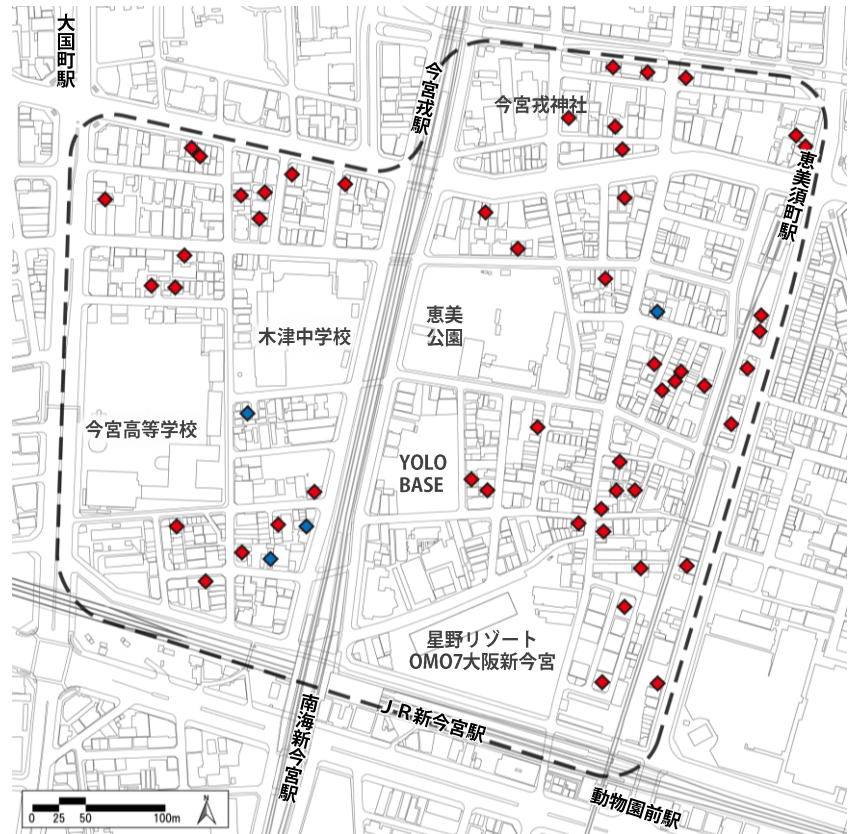 大国町駅
今宮戎駅
今宮戎神社
恵美須町駅
恵美
公園
木津中学校
今宮高等学校
YOLO
BASE
星野リゾート
OMO7大阪新今宮
南海新今宮駅
ＪＲ新今宮駅
動物園前駅
0 25 50 100m